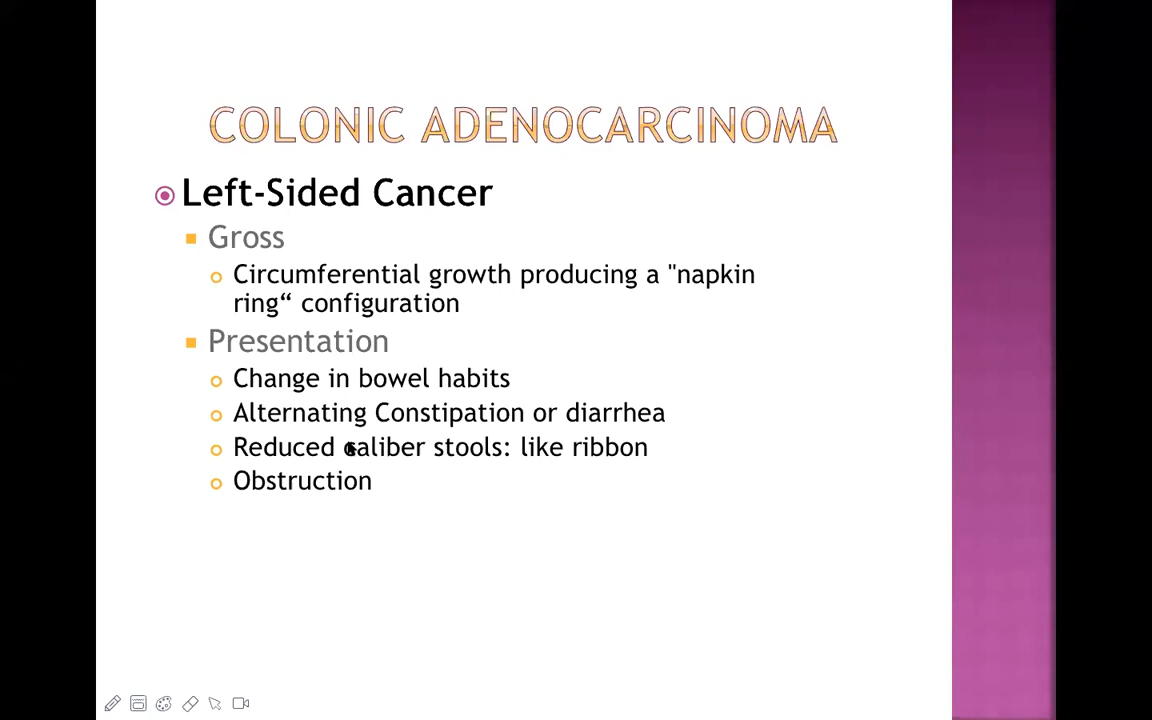 COLONIC ADENOCARCINOMA
Left-Sided Cancer
Gross
Circumferential growth producing a "napkin
ring“ configuration
Presentation
Change in bowel habits
Alternating Constipation or diarrhea
Reduced caliber stools: like ribbon
Obstruction